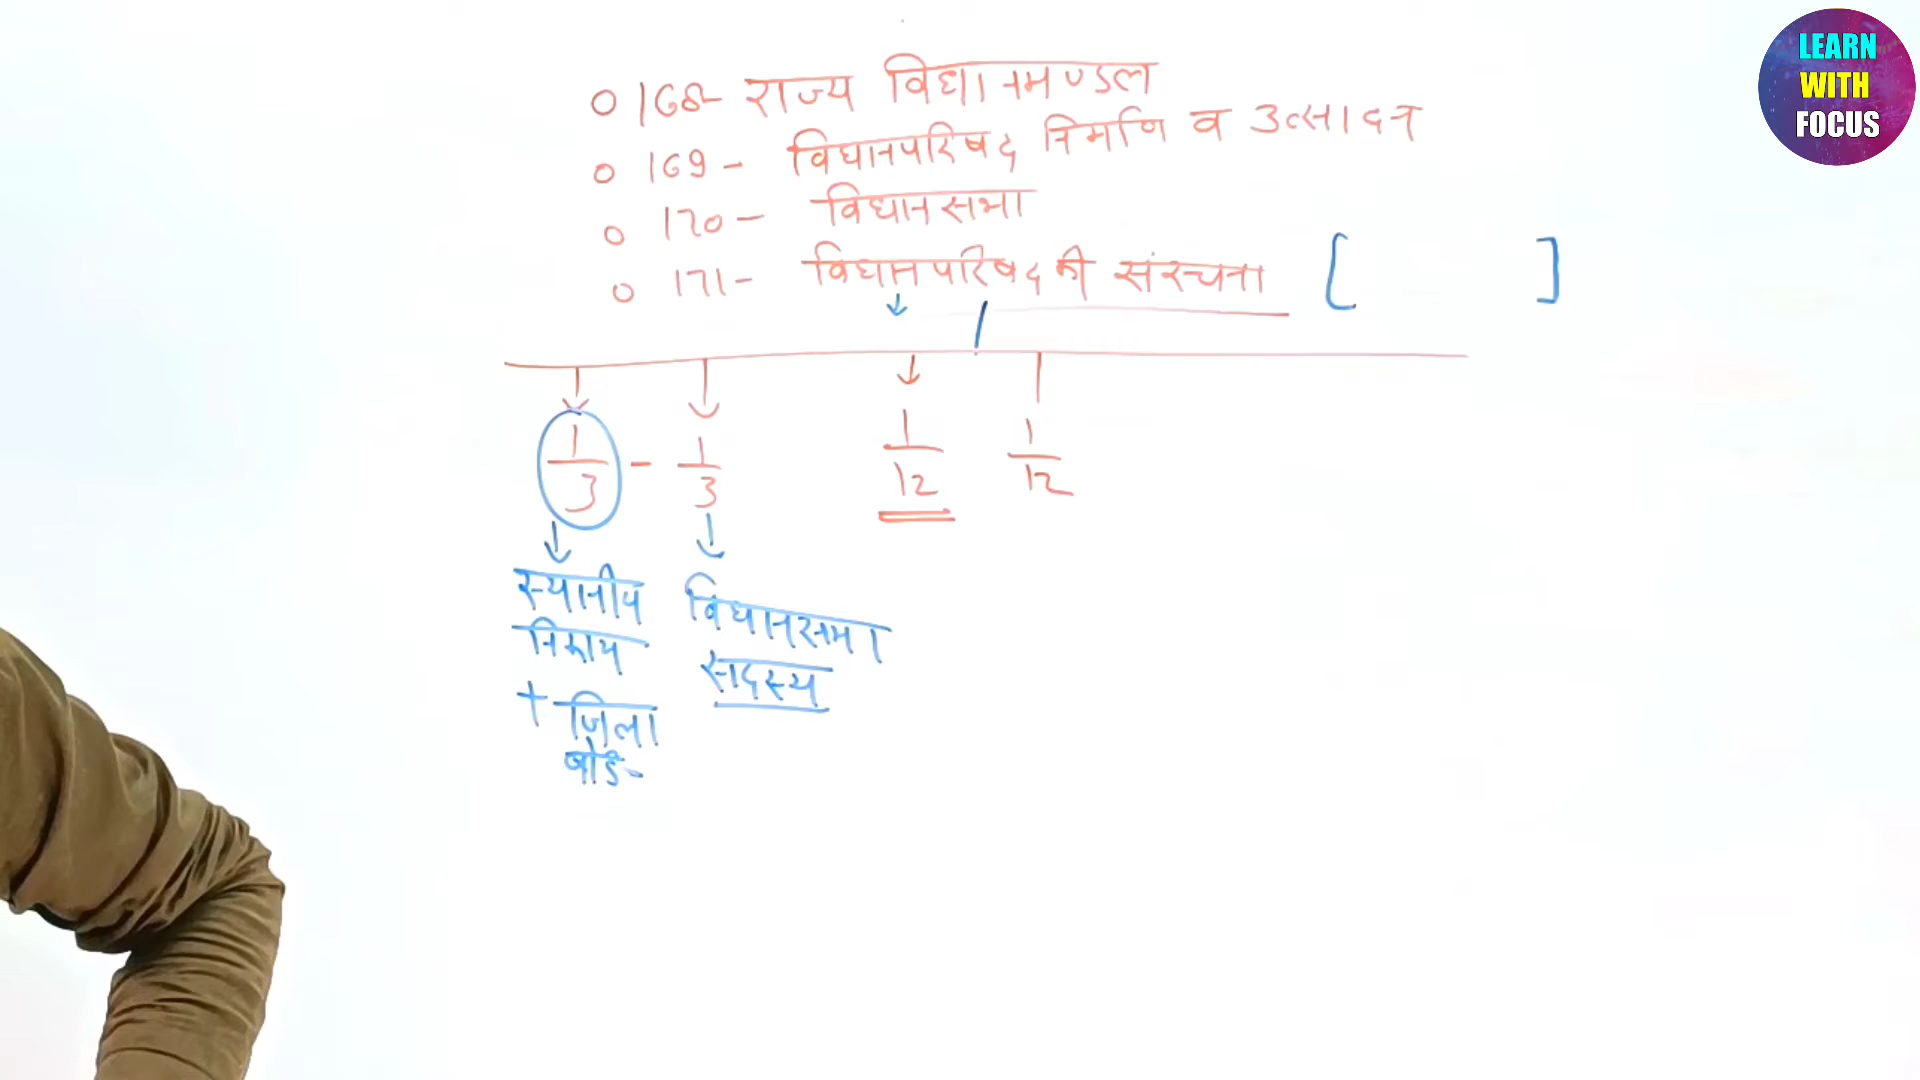 168- राज्य विधानमण्डल
169- विधानपरिषद निर्माण व उत्सादन
170- विधानसभा
171- विधानपरिषद की संरचना [ ]
1/3 - 1/3 1/12 1/12
स्थानीय निकाय + जिला बोर्ड-
विधानसभा सदस्य
LEARN
WITH
FOCUS